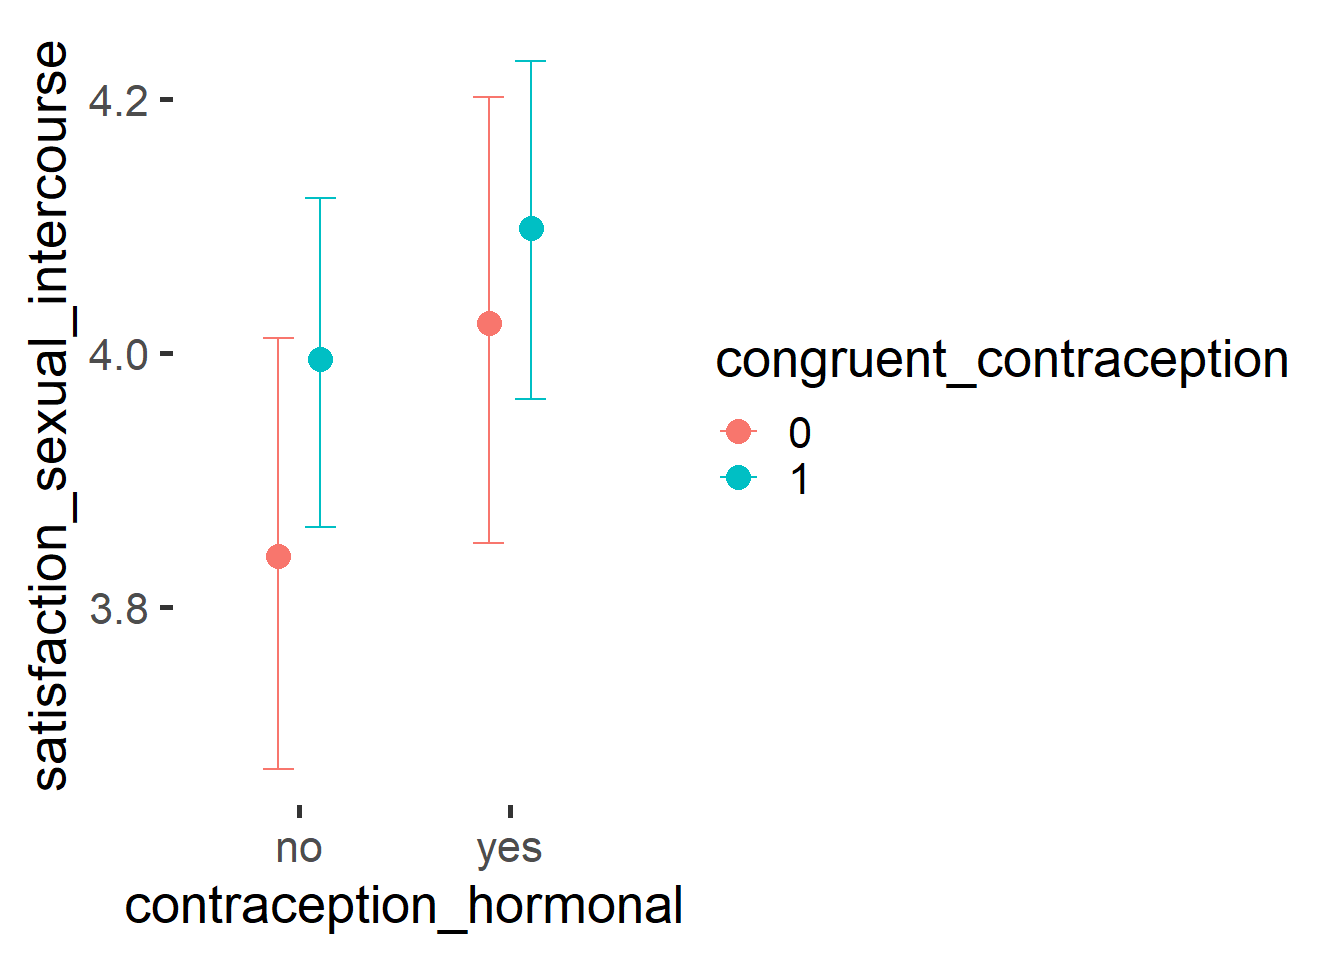 satisfaction_sexual_intercourse
4.2
4.0
3.8
no
yes
contraception_hormonal
congruent_contraception
0
1